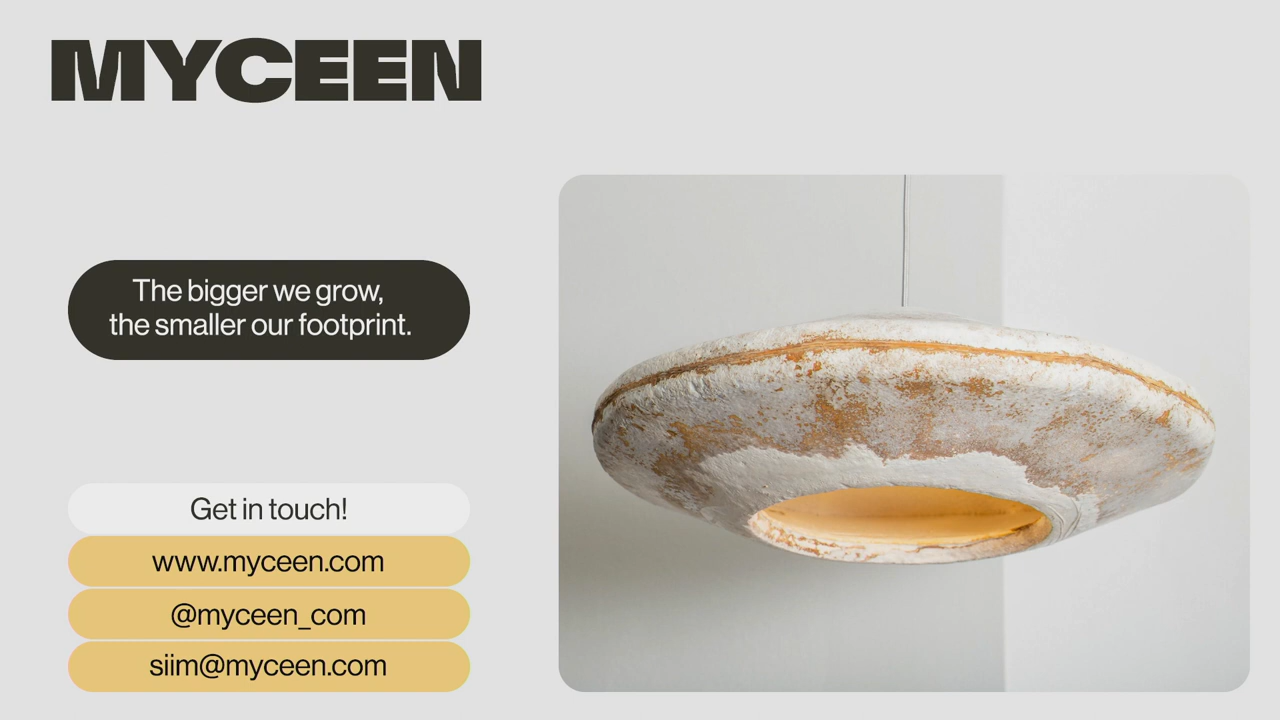 MYCEEN
The bigger we grow,
the smaller our footprint.
Get in touch!
www.myceen.com
@myceen_com
siim@myceen.com